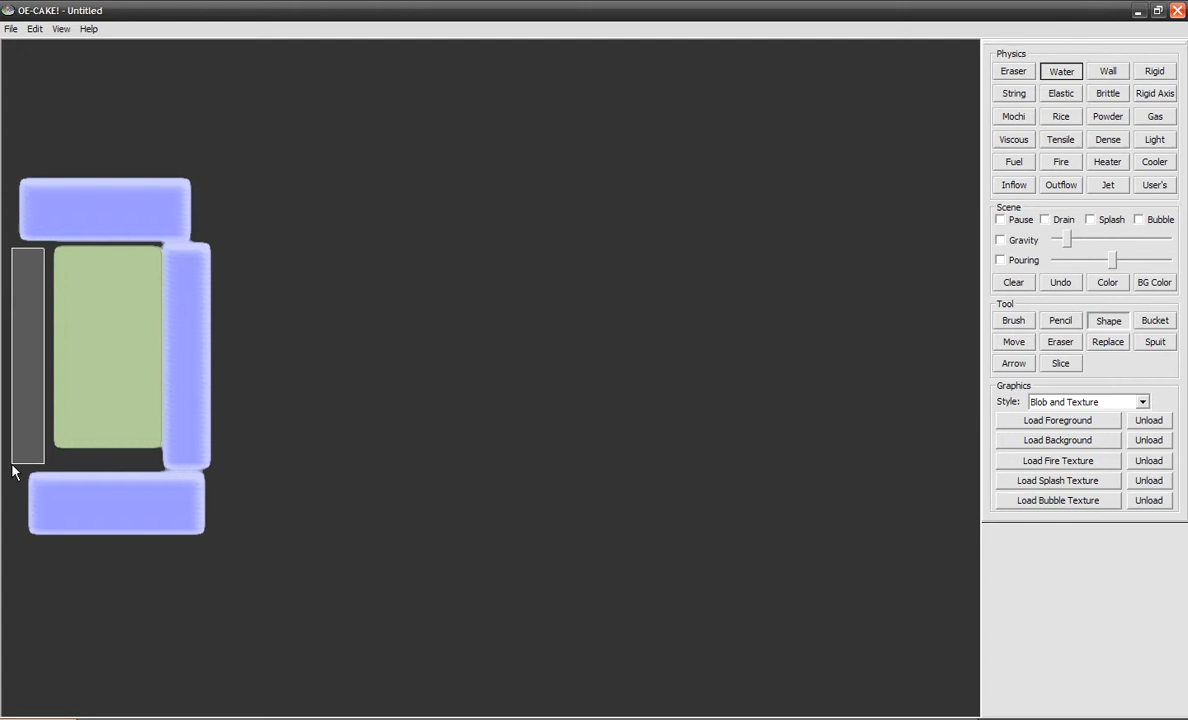 OE-CAKE! - Untitled
File Edit View Help
Physics
Eraser Water Wall Rigid
String Elastic Brittle Rigid Axis
Mochi Rice Powder Gas
Viscous Tensile Dense Light
Fuel Fire Heater Cooler
Inflow Outflow Jet User's
Scene
Pause Drain Splash Bubble
Gravity
Pouring
Clear Undo Color BG Color
Tool
Brush Pencil Shape Bucket
Move Eraser Replace Spuit
Arrow Slice
Graphics
Style: Blob and Texture
Load Foreground Unload
Load Background Unload
Load Fire Texture Unload
Load Splash Texture Unload
Load Bubble Texture Unload